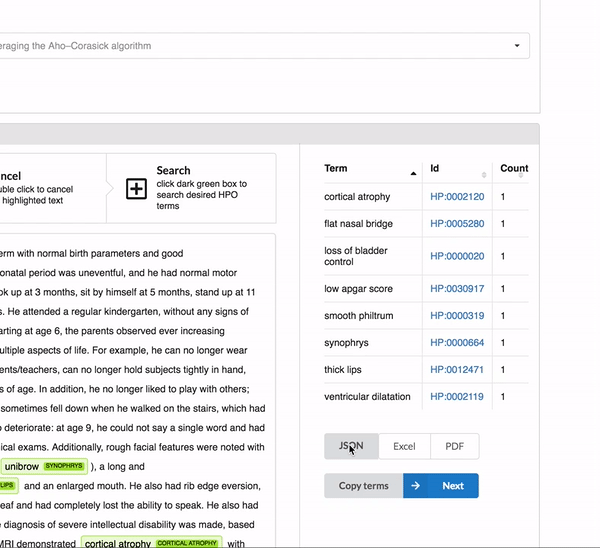 eraging the Aho–Corasick algorithm
ncel
uble click to cancel
highlighted text
Search
click dark green box to
search desired HPO
terms
Term Id Count
cortical atrophy HP:0002120 1
flat nasal bridge HP:0005280 1
loss of bladder
control HP:0000020 1
low apgar score HP:0030917 1
smooth philtrum HP:0000319 1
synophrys HP:0000664 1
thick lips HP:0012471 1
ventricular dilatation HP:0002119 1
JSON Excel PDF
Copy terms Next
erm with normal birth parameters and good
onatal period was uneventful, and he had normal motor
ok up at 3 months, sit by himself at 5 months, stand up at 11
s. He attended a regular kindergarten, without any signs of
arting at age 6, the parents observed ever increasing
ultiple aspects of life. For example, he can no longer wear
ents/teachers, can no longer hold subjects tightly in hand,
s of age. In addition, he no longer liked to play with others;
sometimes fell down when he walked on the stairs, which had
o deteriorate: at age 9, he could not say a single word and had
ical exams. Additionally, rough facial features were noted with
unibrow SYNOPHRYS ), a long and
LIPS and an enlarged mouth. He also had rib edge eversion,
eaf and had completely lost the ability to speak. He also had
e diagnosis of severe intellectual disability was made, based
MRI demonstrated cortical atrophy CORTICAL ATROPHY with